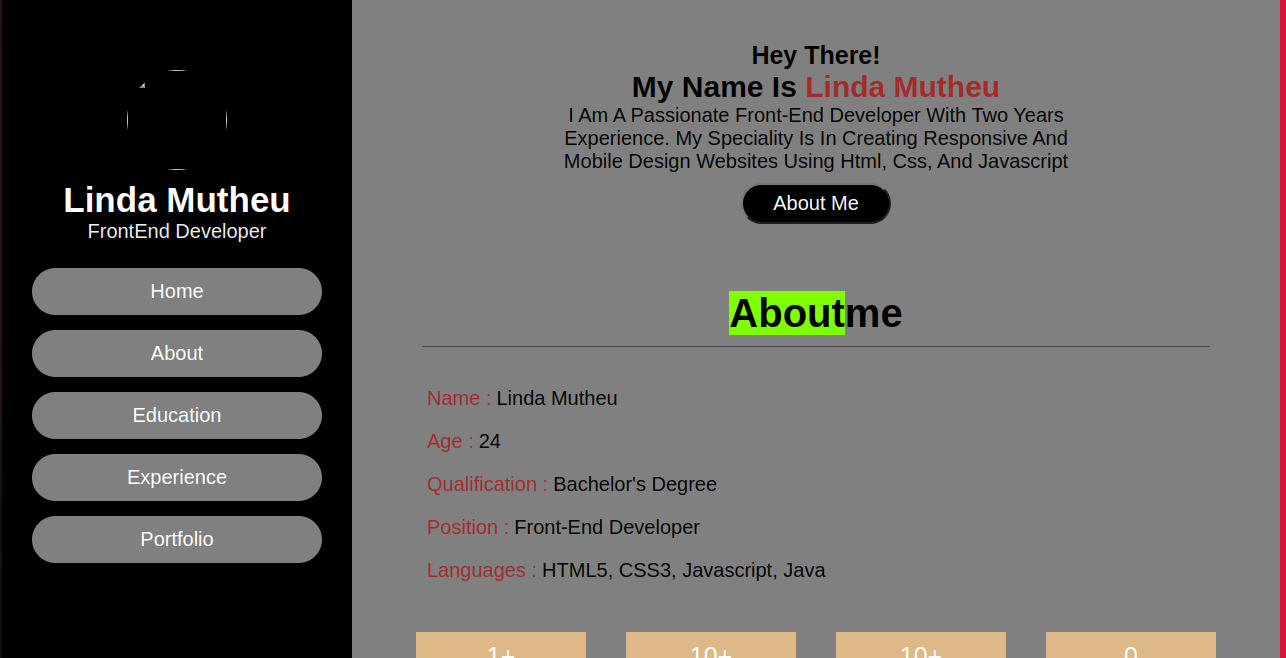 Linda Mutheu
FrontEnd Developer
Home
About
Education
Experience
Portfolio
Hey There!
My Name Is Linda Mutheu
I Am A Passionate Front-End Developer With Two Years
Experience. My Speciality Is In Creating Responsive And
Mobile Design Websites Using Html, Css, And Javascript
About Me
Aboutme
Name : Linda Mutheu
Age : 24
Qualification : Bachelor's Degree
Position : Front-End Developer
Languages : HTML5, CSS3, Javascript, Java
1+ 10+ 10+ 0